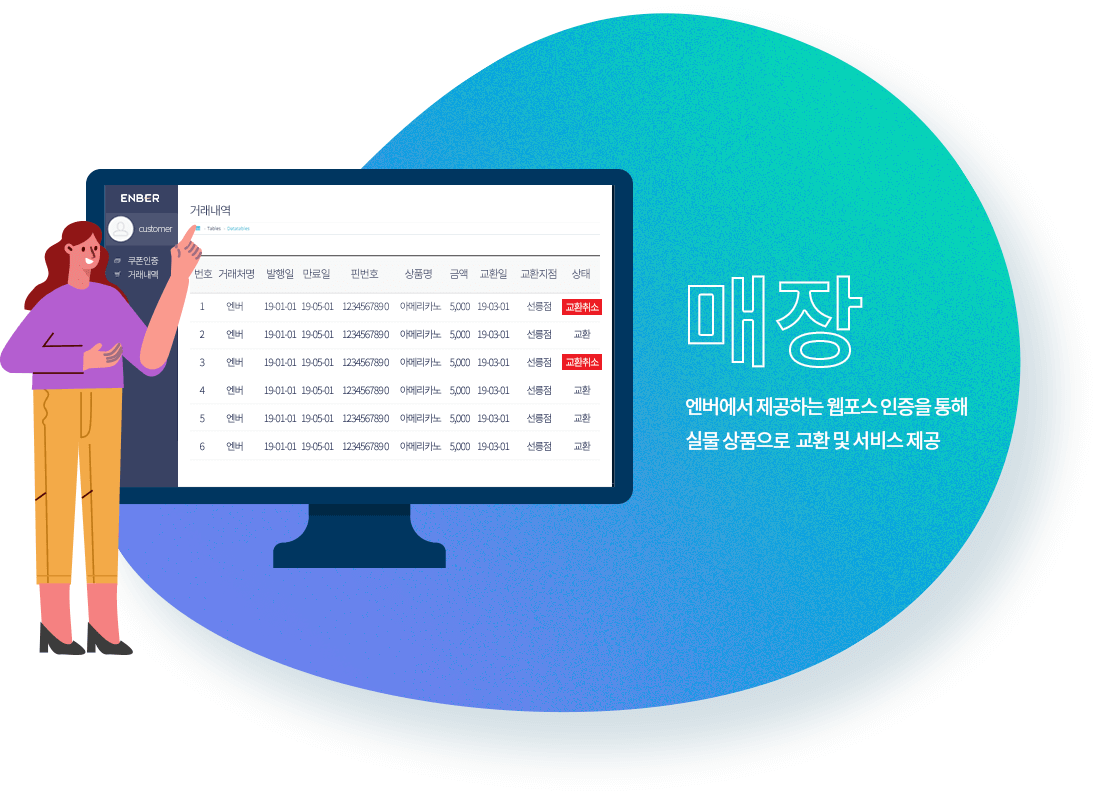 ENBER
customer
쿠폰인증
거래내역
거래내역
Tables - Datatables
번호 거래처명 발행일 만료일 핀번호 상품명 금액 교환일 교환지점 상태
1 엔버 19-01-01 19-05-01 1234567890 아메리카노 5,000 19-03-01 선릉점 교환취소
2 엔버 19-01-01 19-05-01 1234567890 아메리카노 5,000 19-03-01 선릉점 교환
3 엔버 19-01-01 19-05-01 1234567890 아메리카노 5,000 19-03-01 선릉점 교환취소
4 엔버 19-01-01 19-05-01 1234567890 아메리카노 5,000 19-03-01 선릉점 교환
5 엔버 19-01-01 19-05-01 1234567890 아메리카노 5,000 19-03-01 선릉점 교환
6 엔버 19-01-01 19-05-01 1234567890 아메리카노 5,000 19-03-01 선릉점 교환
매장
엔버에서 제공하는 웹포스 인증을 통해
실물 상품으로 교환 및 서비스 제공